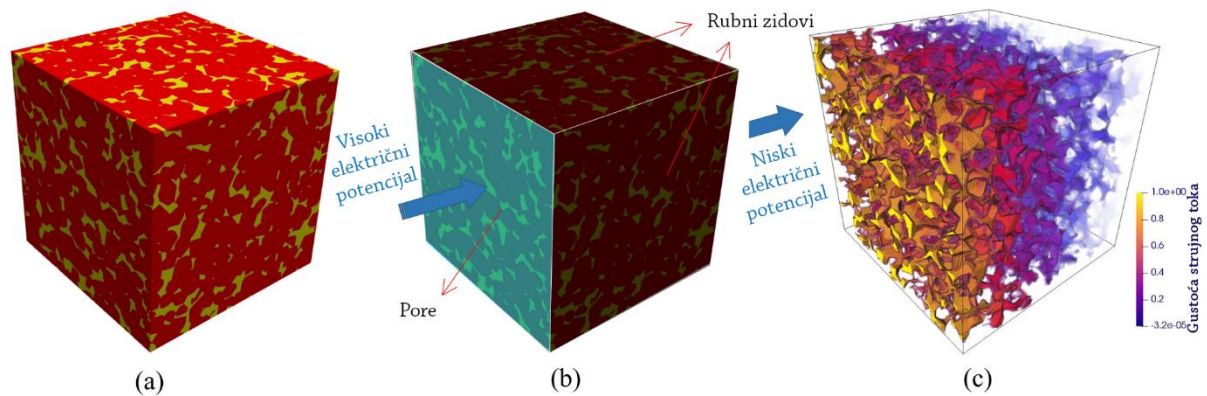 Rubni zidovi
Visoki
električni
potencijal
Niski
električni
potencijal
Pore
1.0e+00
0.8
0.6
0.4
0.2
-3.2e-05
Gustoća strujnog toka
(a)
(b)
(c)